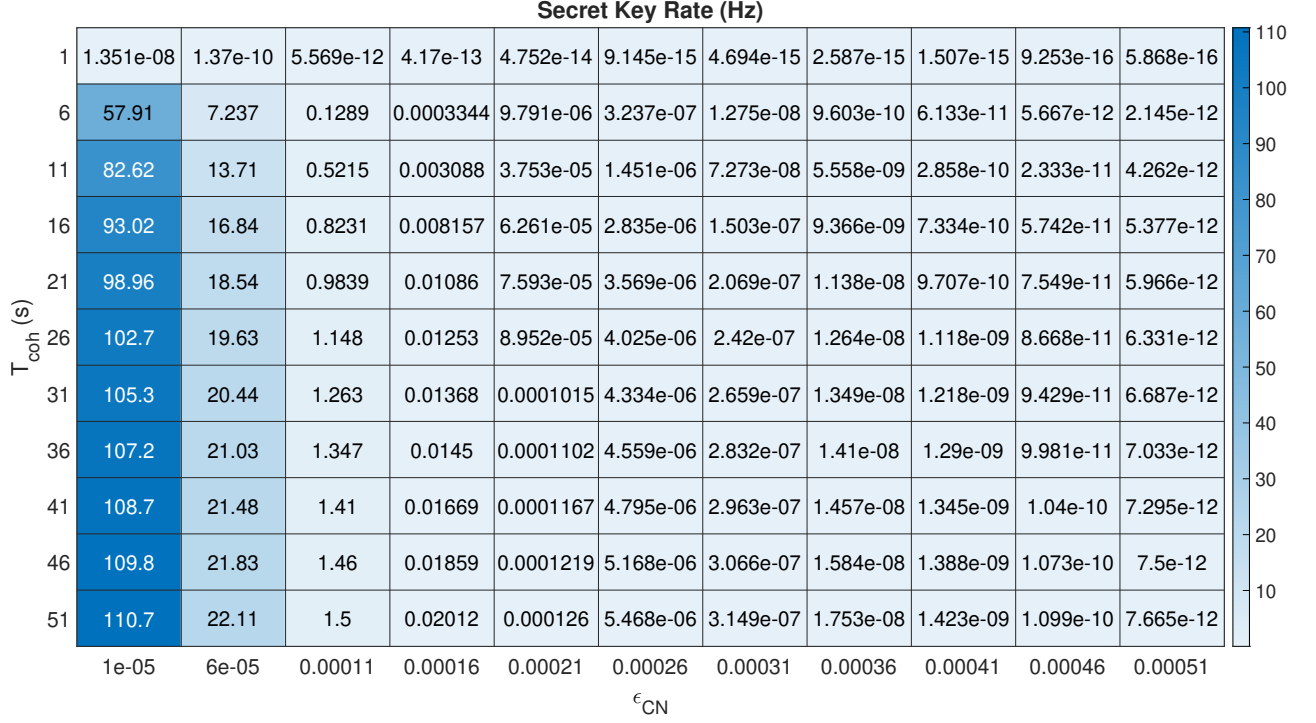 Secret Key Rate (Hz)
1 1.351e-08 1.37e-10 5.569e-12 4.17e-13 4.752e-14 9.145e-15 4.694e-15 2.587e-15 1.507e-15 9.253e-16 5.868e-16
6 57.91 7.237 0.1289 0.0003344 9.791e-06 3.237e-07 1.275e-08 9.603e-10 6.133e-11 5.667e-12 2.145e-12
11 82.62 13.71 0.5215 0.003088 3.753e-05 1.451e-06 7.273e-08 5.558e-09 2.858e-10 2.333e-11 4.262e-12
16 93.02 16.84 0.8231 0.008157 6.261e-05 2.835e-06 1.503e-07 9.366e-09 7.334e-10 5.742e-11 5.377e-12
21 98.96 18.54 0.9839 0.01086 7.593e-05 3.569e-06 2.069e-07 1.138e-08 9.707e-10 7.549e-11 5.966e-12
26 102.7 19.63 1.148 0.01253 8.952e-05 4.025e-06 2.42e-07 1.264e-08 1.118e-09 8.668e-11 6.331e-12
31 105.3 20.44 1.263 0.01368 0.0001015 4.334e-06 2.659e-07 1.349e-08 1.218e-09 9.429e-11 6.687e-12
36 107.2 21.03 1.347 0.0145 0.0001102 4.559e-06 2.832e-07 1.41e-08 1.29e-09 9.981e-11 7.033e-12
41 108.7 21.48 1.41 0.01669 0.0001167 4.795e-06 2.963e-07 1.457e-08 1.345e-09 1.04e-10 7.295e-12
46 109.8 21.83 1.46 0.01859 0.0001219 5.168e-06 3.066e-07 1.584e-08 1.388e-09 1.073e-10 7.5e-12
51 110.7 22.11 1.5 0.02012 0.000126 5.468e-06 3.149e-07 1.753e-08 1.423e-09 1.099e-10 7.665e-12
1e-05 6e-05 0.00011 0.00016 0.00021 0.00026 0.00031 0.00036 0.00041 0.00046 0.00051
ϵ_CN
T_coh (s)
110
100
90
80
70
60
50
40
30
20
10